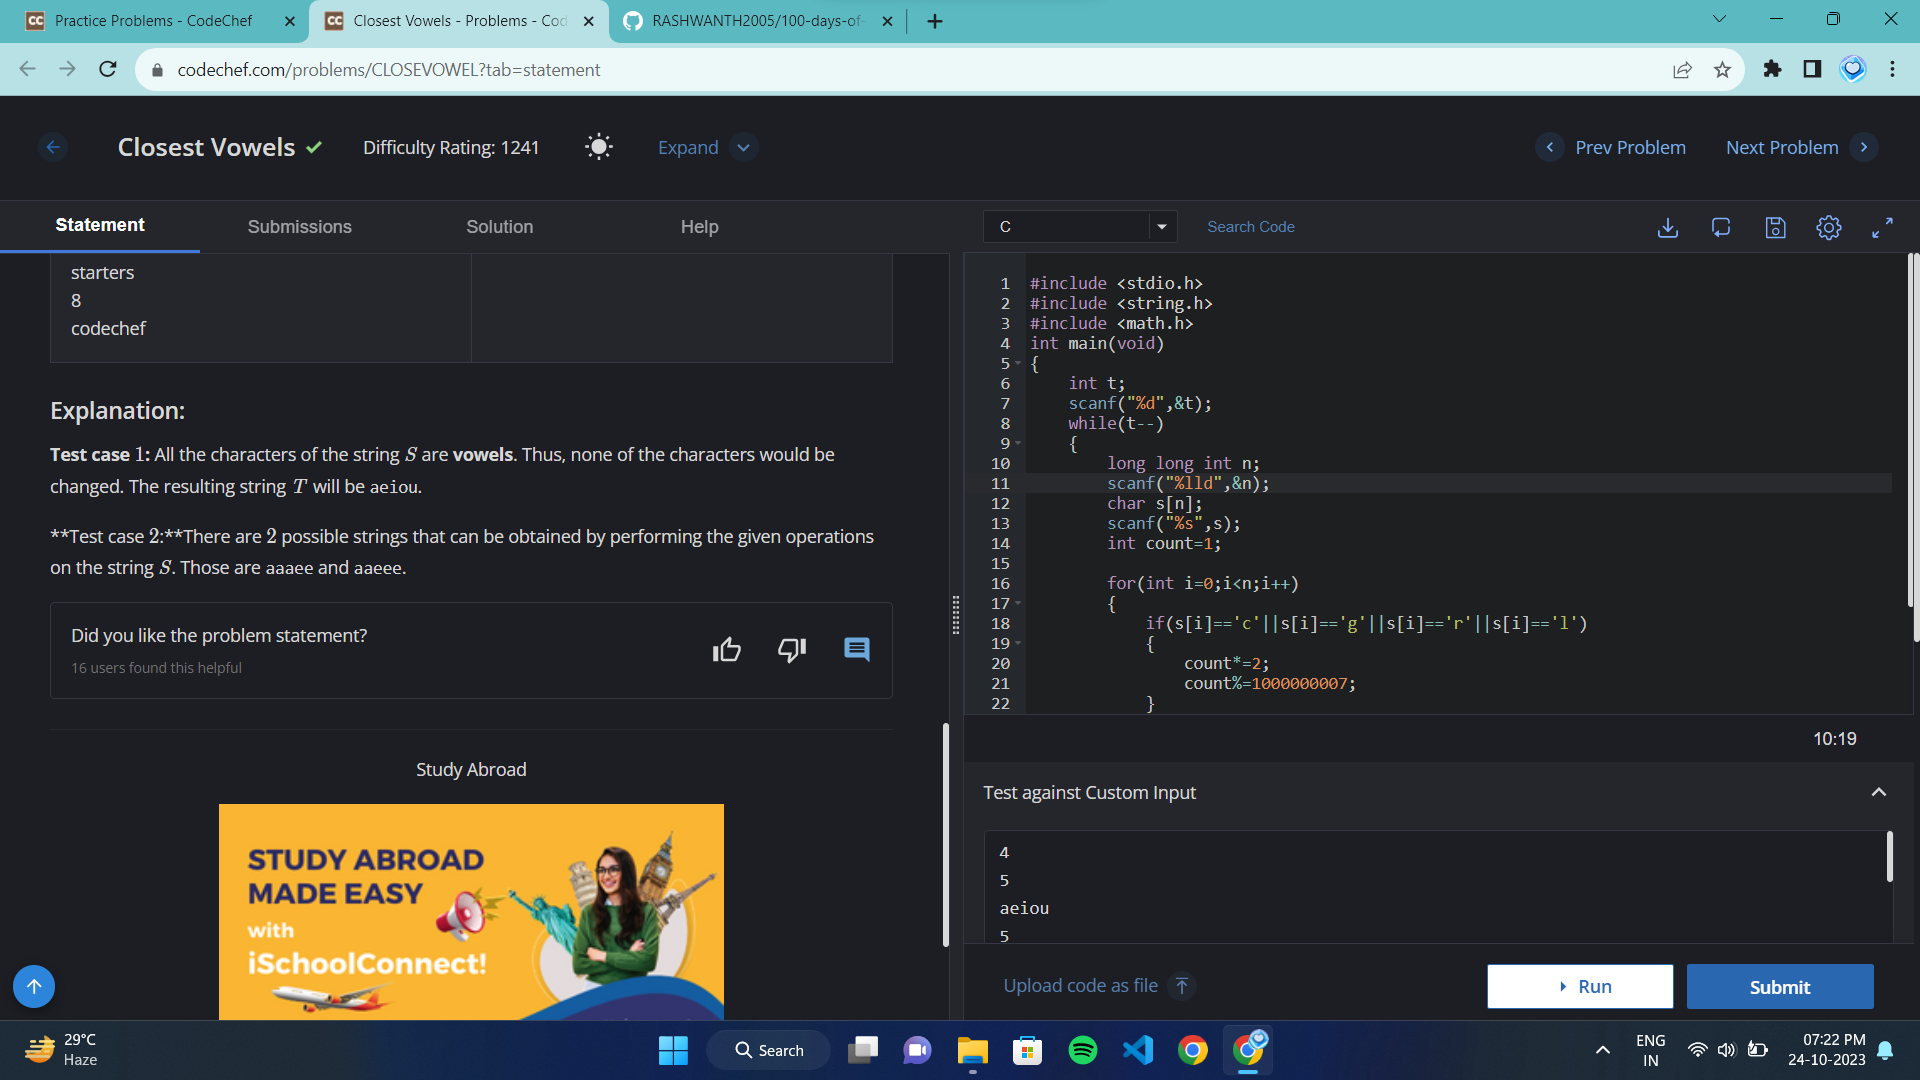 Practice Problems - CodeChef
Closest Vowels - Problems - Cod
RASHWANTH2005/100-days-of-
codechef.com/problems/CLOSEVOWEL?tab=statement
Closest Vowels
Difficulty Rating: 1241
Expand
Prev Problem
Next Problem
Statement
Submissions
Solution
Help
starters
8
codechef
Explanation:
Test case 1: All the characters of the string S are vowels. Thus, none of the characters would be
changed. The resulting string T will be aeiou.
**Test case 2:**There are 2 possible strings that can be obtained by performing the given operations
on the string S. Those are aaaee and aaeee.
Did you like the problem statement?
16 users found this helpful
Study Abroad
STUDY ABROAD
MADE EASY
with
iSchoolConnect!
C
Search Code
1 #include <stdio.h>
2 #include <string.h>
3 #include <math.h>
4 int main(void)
5 {
6 int t;
7 scanf("%d",&t);
8 while(t--)
9 {
10 long long int n;
11 scanf("%lld",&n);
12 char s[n];
13 scanf("%s",s);
14 int count=1;
15
16 for(int i=0;i<n;i++)
17 {
18 if(s[i]=='c'||s[i]=='g'||s[i]=='r'||s[i]=='l')
19 {
20 count*=2;
21 count%=1000000007;
22 }
10:19
Test against Custom Input
4
5
aeiou
5
Upload code as file
Run
Submit
29°C
Haze
Search
ENG
IN
07:22 PM
24-10-2023